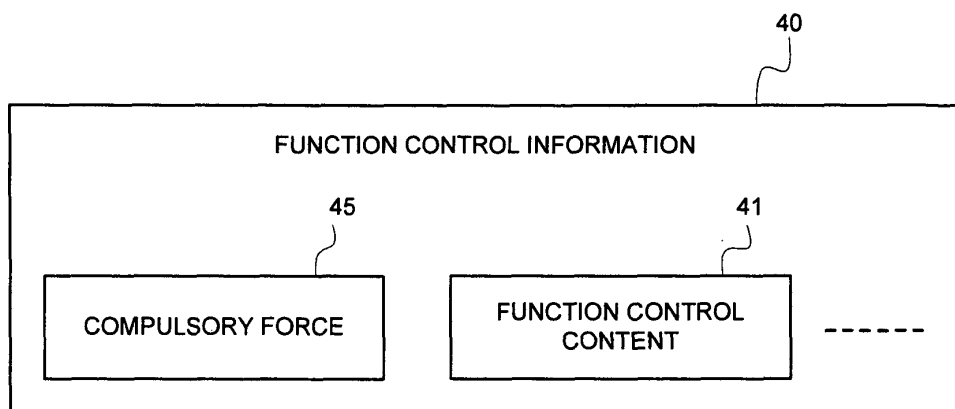 40
FUNCTION CONTROL INFORMATION
45
41
COMPULSORY FORCE
FUNCTION CONTROL
CONTENT